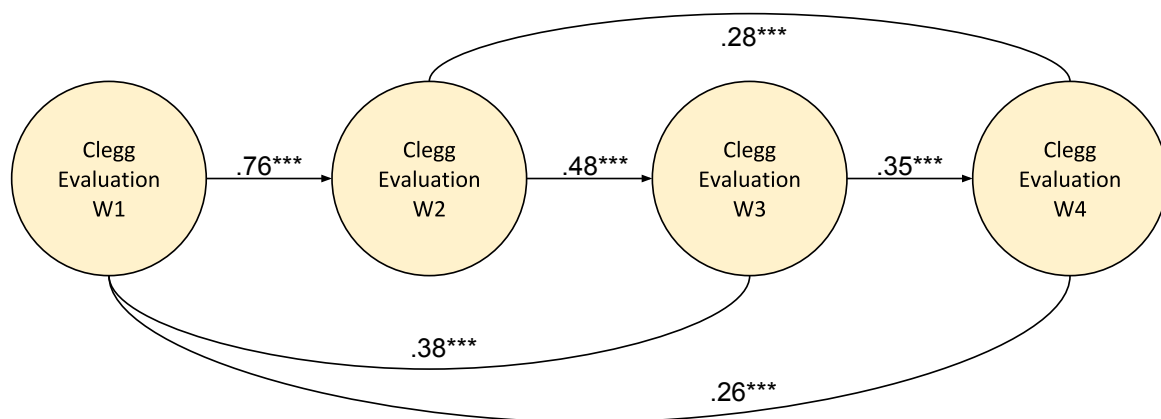 .28***
Clegg
Evaluation
W1
.76***
Clegg
Evaluation
W2
.48***
Clegg
Evaluation
W3
.35***
Clegg
Evaluation
W4
.38***
.26***